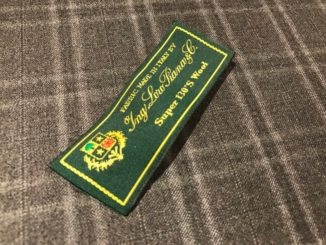 FABRIC MADE IN ITALY BY
Ing. Loro Piana & C.
Super 130'S Wool